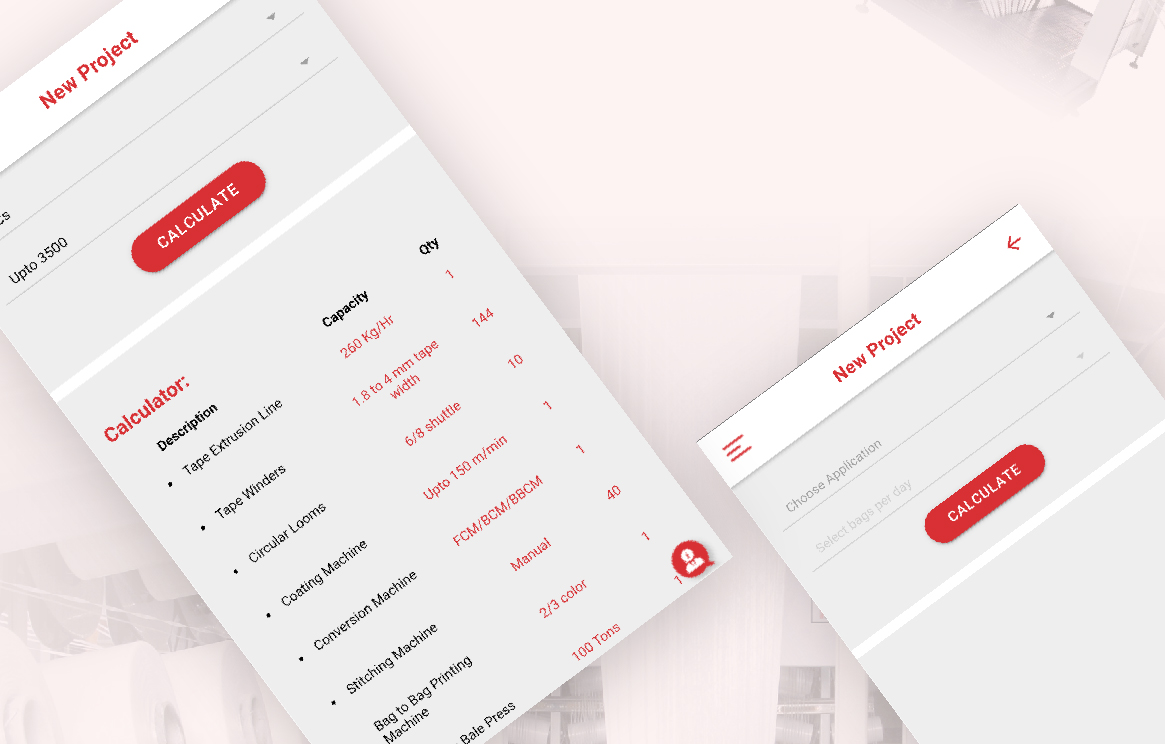 New Project
cs
Upto 3500
CALCULATE
Calculator:
Description Capacity Qty
Tape Extrusion Line 260 Kg/Hr 1
Tape Winders 1.8 to 4 mm tape width 144
Circular Looms 6/8 shuttle 10
Coating Machine Upto 150 m/min 1
Conversion Machine FCM/BCM/BBCM 1
Stitching Machine Manual 40
Bag to Bag Printing Machine 2/3 color 1
Bale Press 100 Tons 1
New Project
Choose Application
Select bags per day
CALCULATE